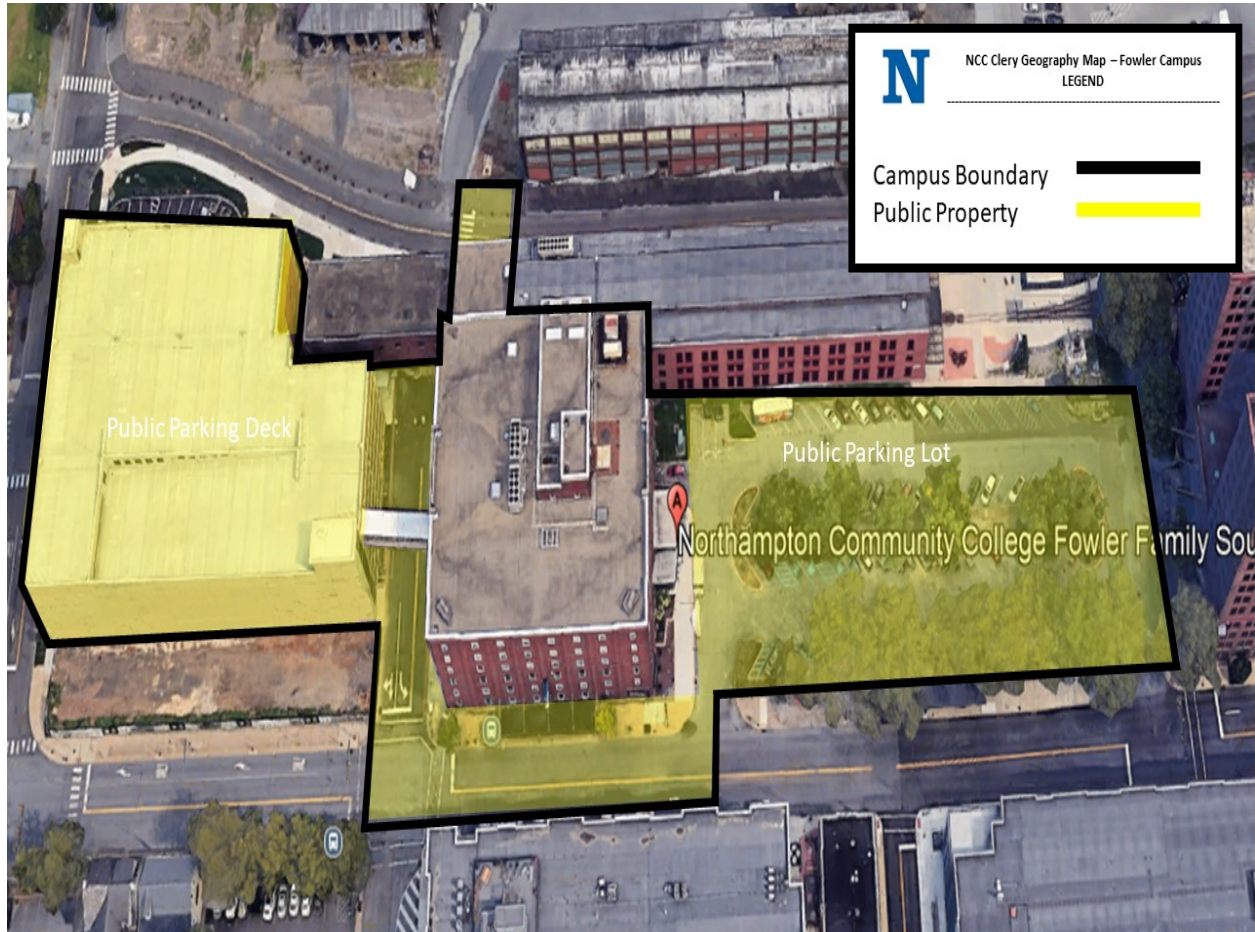 N
NCC Clery Geography Map – Fowler Campus
LEGEND
Campus Boundary
Public Property
Public Parking Deck
Public Parking Lot
A
Northampton Community College Fowler Family Sou